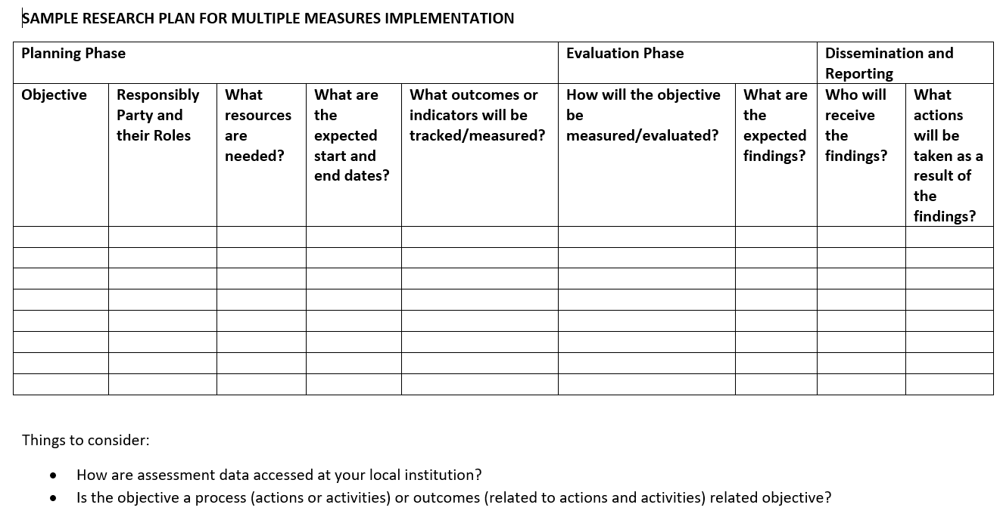 SAMPLE RESEARCH PLAN FOR MULTIPLE MEASURES IMPLEMENTATION
Planning Phase
Evaluation Phase
Dissemination and
Reporting
Objective
Responsibly
Party and
their Roles
What
resources
are
needed?
What are
the
expected
start and
end dates?
What outcomes or
indicators will be
tracked/measured?
How will the objective
be
measured/evaluated?
What are
the
expected
findings?
Who will
receive
the
findings?
What
actions
will be
taken as a
result of
the
findings?
Things to consider:
• How are assessment data accessed at your local institution?
• Is the objective a process (actions or activities) or outcomes (related to actions and activities) related objective?